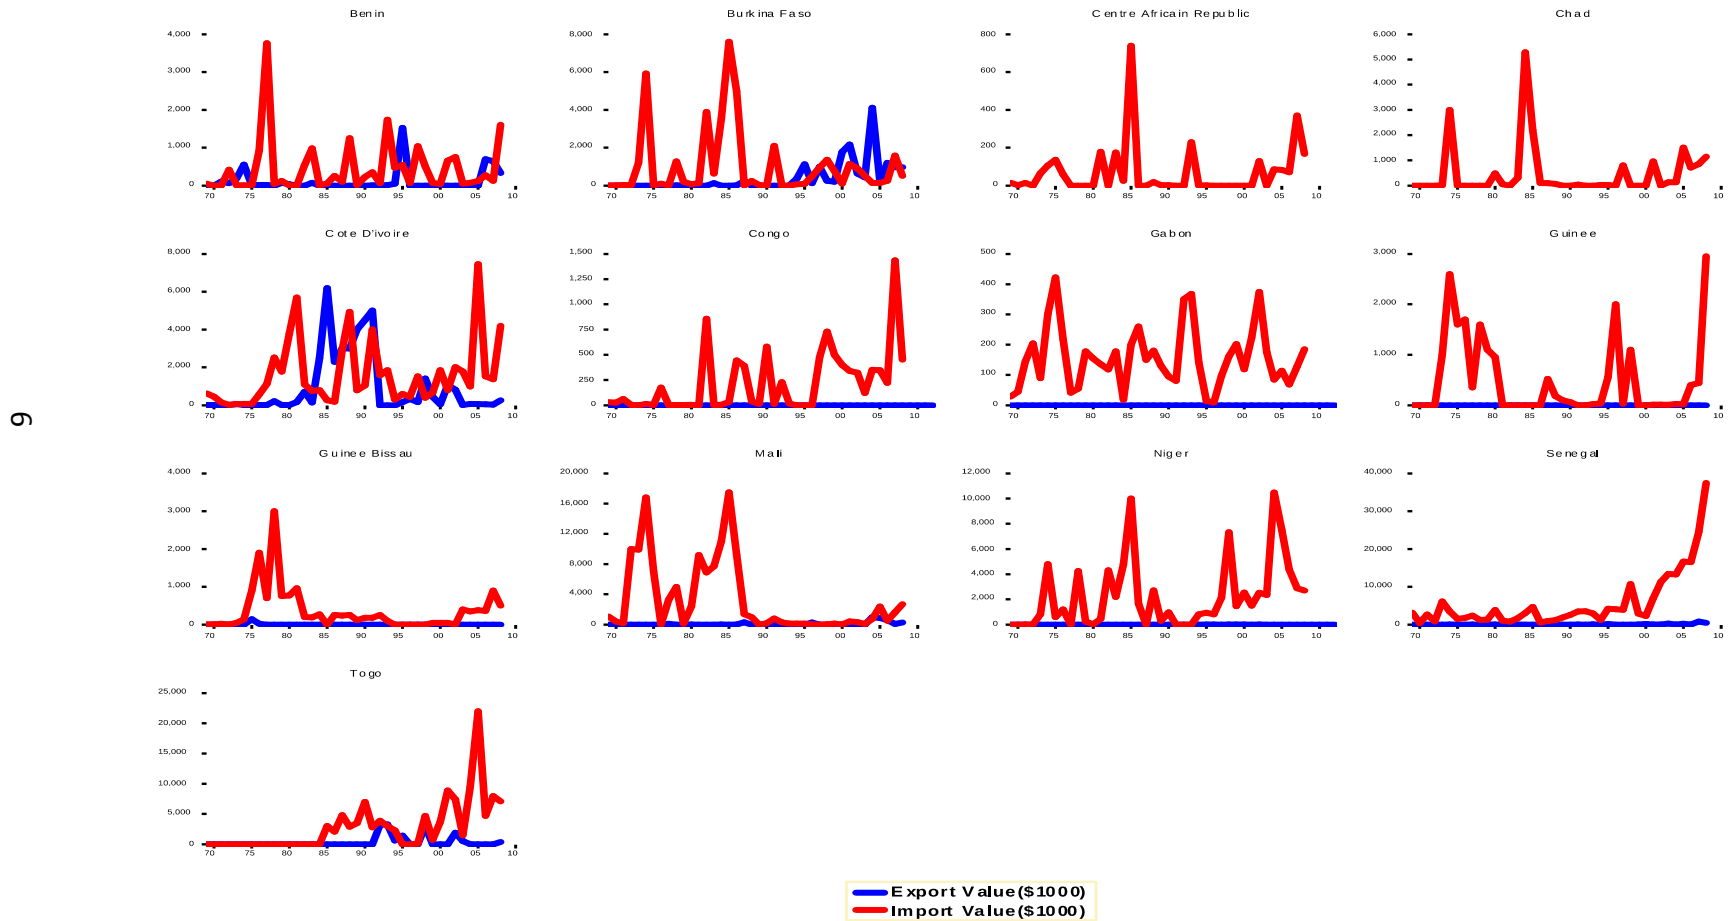 Benin
4,000
3,000
2,000
1,000
0
70 75 80 85 90 95 00 05 10
Burkina Faso
8,000
6,000
4,000
2,000
0
70 75 80 85 90 95 00 05 10
Centre Africain Republic
800
600
400
200
0
70 75 80 85 90 95 00 05 10
Chad
6,000
5,000
4,000
3,000
2,000
1,000
0
70 75 80 85 90 95 00 05 10
Cote D'ivoire
8,000
6,000
4,000
2,000
0
70 75 80 85 90 95 00 05 10
Congo
1,500
1,250
1,000
750
500
250
0
70 75 80 85 90 95 00 05 10
Gabon
500
400
300
200
100
0
70 75 80 85 90 95 00 05 10
Guinee
3,000
2,000
1,000
0
70 75 80 85 90 95 00 05 10
9
Guinee Bissau
4,000
3,000
2,000
1,000
0
70 75 80 85 90 95 00 05 10
Mali
20,000
16,000
12,000
8,000
4,000
0
70 75 80 85 90 95 00 05 10
Niger
12,000
10,000
8,000
6,000
4,000
2,000
0
70 75 80 85 90 95 00 05 10
Senegal
40,000
30,000
20,000
10,000
0
70 75 80 85 90 95 00 05 10
Togo
25,000
20,000
15,000
10,000
5,000
0
70 75 80 85 90 95 00 05 10
Export Value($1000)
Import Value($1000)